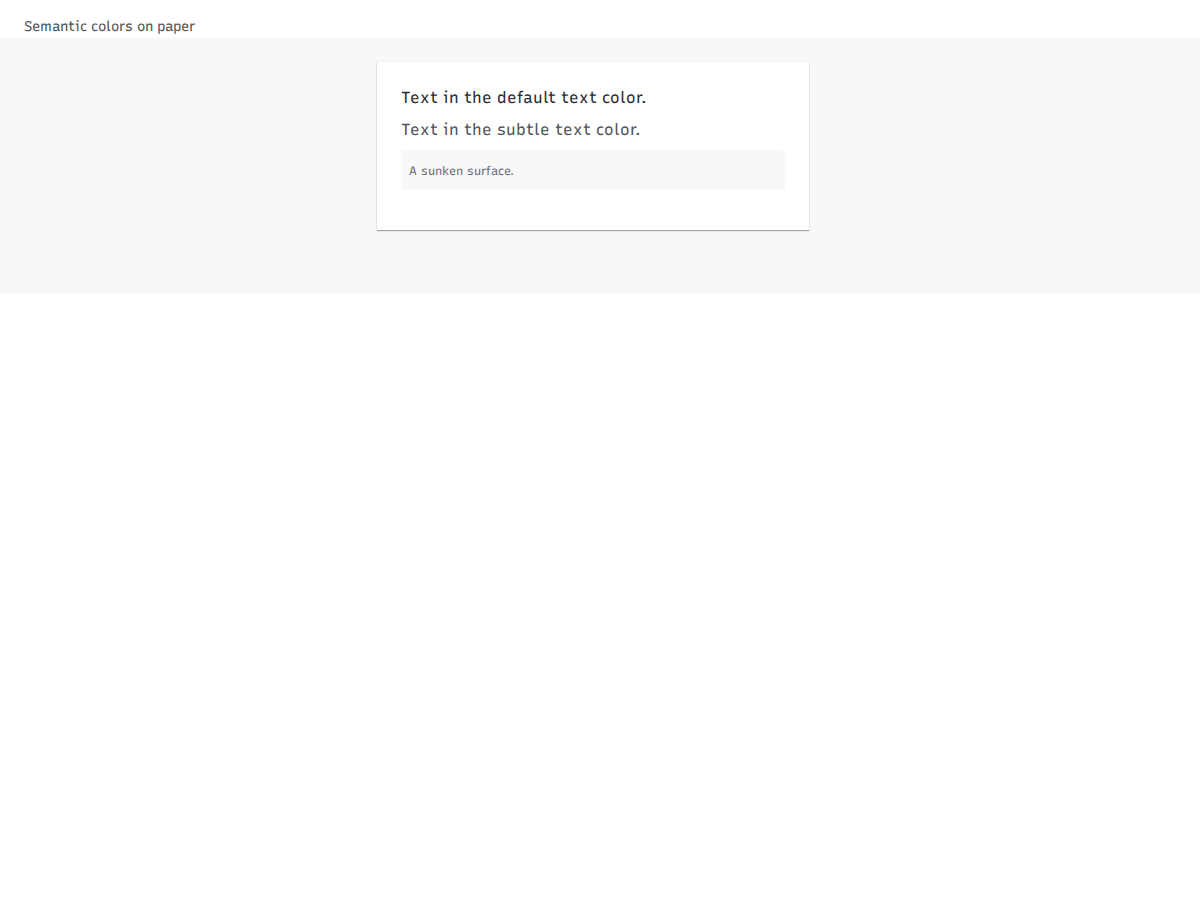 Semantic colors on paper
Text in the default text color.
Text in the subtle text color.
A sunken surface.